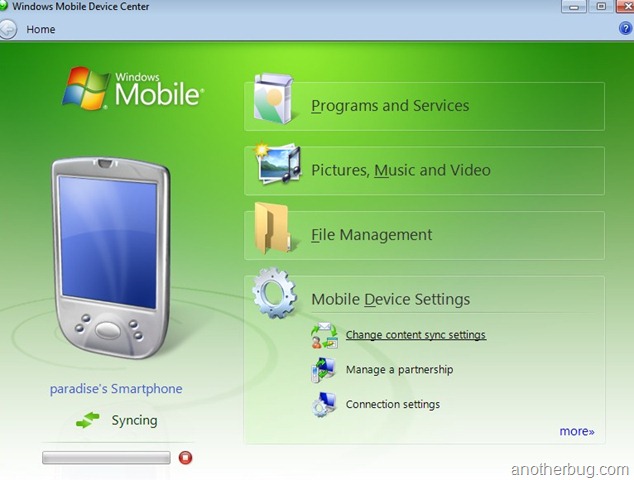 Windows Mobile Device Center
Home
Windows
Mobile®
Programs and Services
Pictures, Music and Video
File Management
Mobile Device Settings
Change content sync settings
Manage a partnership
Connection settings
more»
paradise's Smartphone
Syncing
anotherbug.com